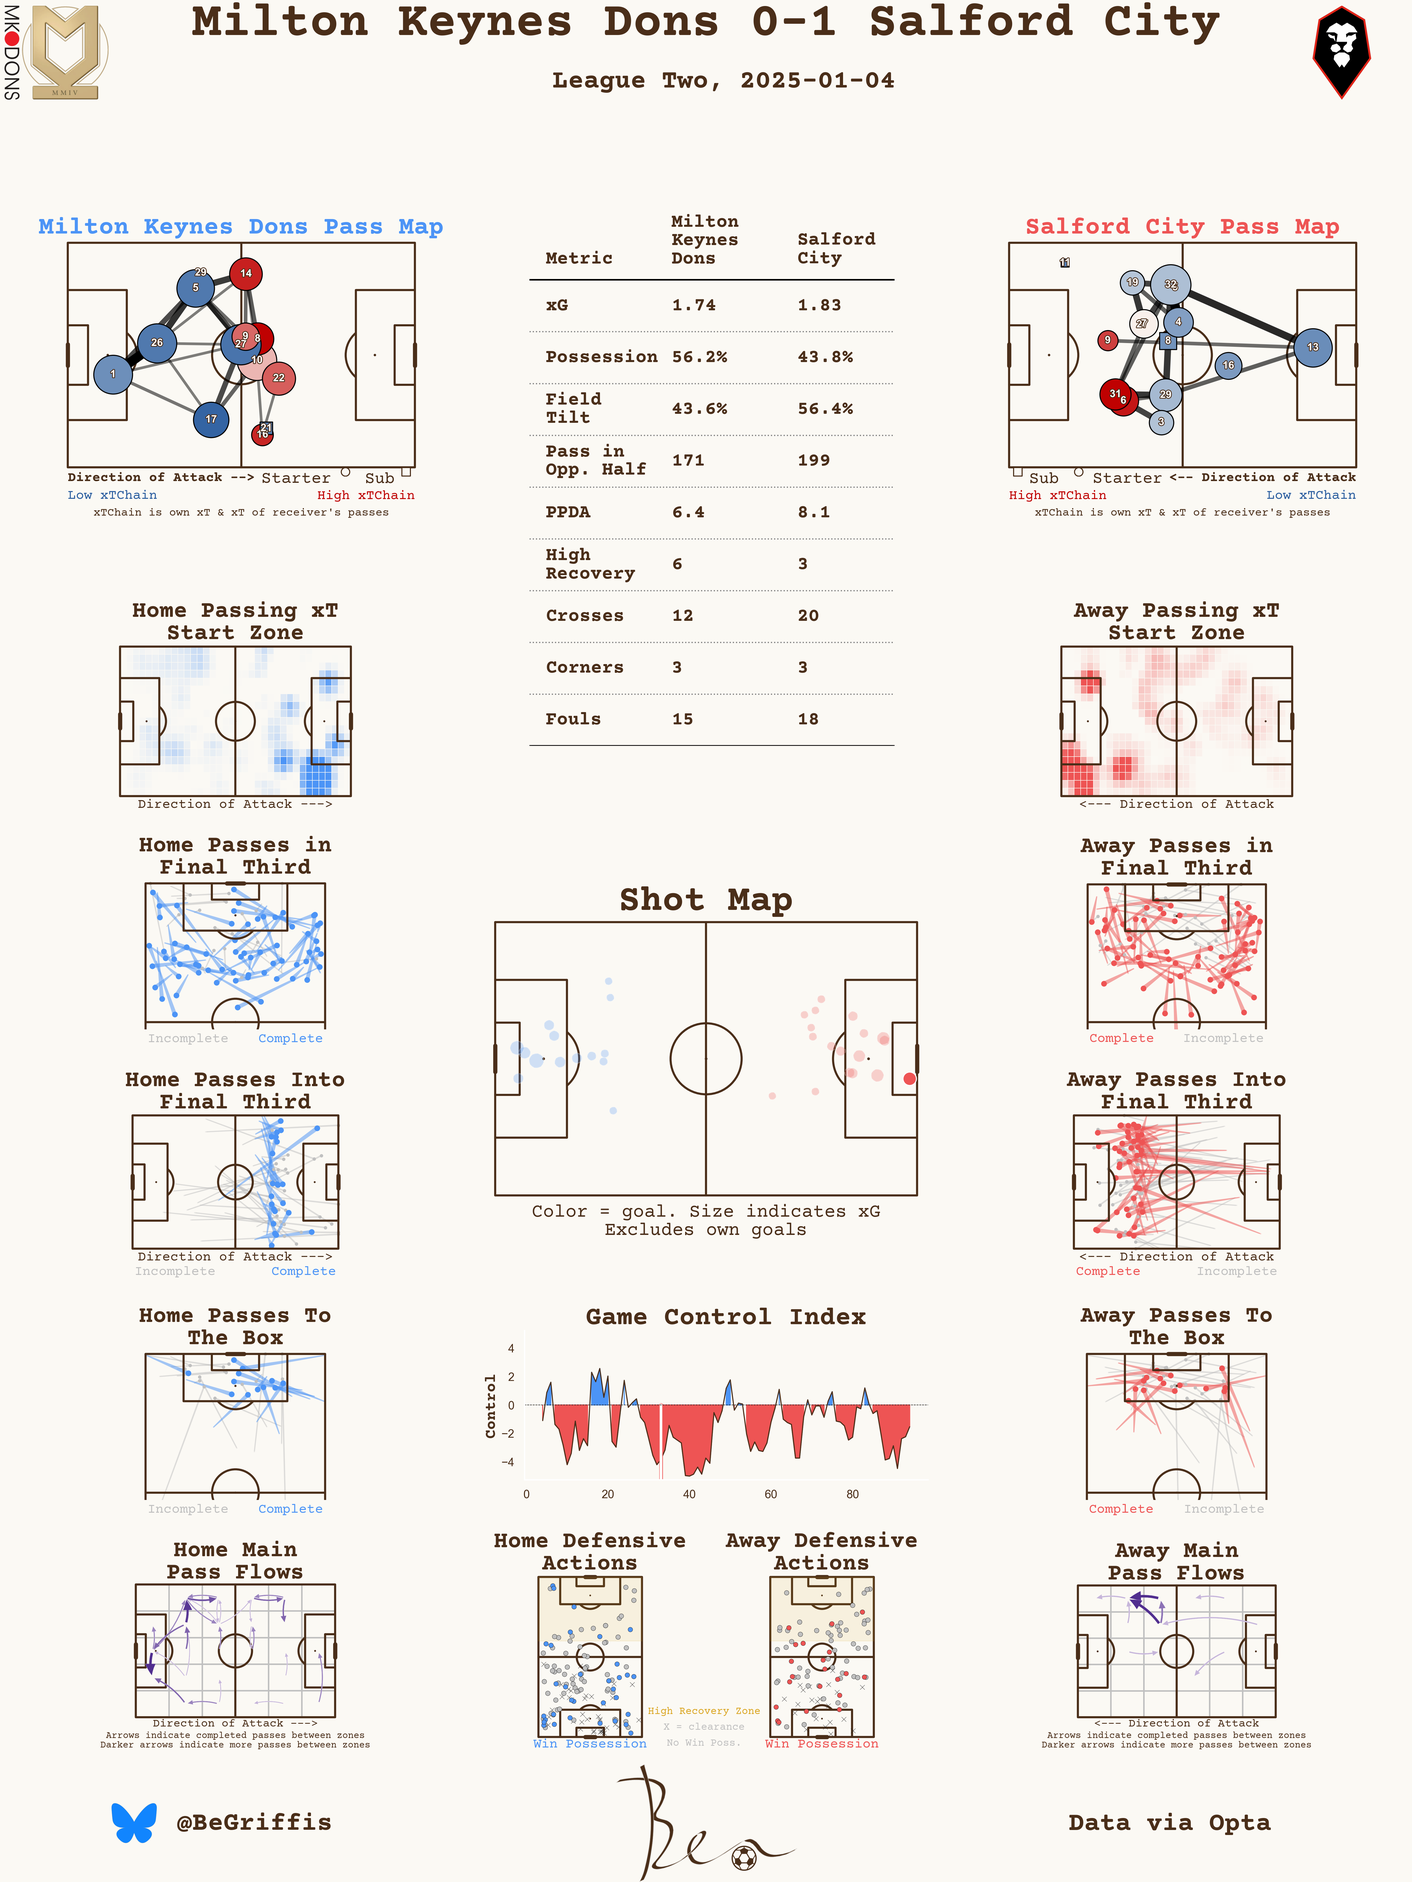 Milton Keynes Dons 0-1 Salford City
League Two, 2025-01-04
MK DONS
MMIV
Milton Keynes Dons Pass Map
29
5
14
26
9
8
27
10
1
22
17
21
16
Direction of Attack --> Starter Sub
Low xTChain High xTChain
xTChain is own xT & xT of receiver's passes
Metric Milton Keynes Dons Salford City
xG 1.74 1.83
Possession 56.2% 43.8%
Field Tilt 43.6% 56.4%
Pass in Opp. Half 171 199
PPDA 6.4 8.1
High Recovery 6 3
Crosses 12 20
Corners 3 3
Fouls 15 18
Salford City Pass Map
19
32
27
4
9
8
13
16
31
6
29
3
Sub Starter <-- Direction of Attack
High xTChain Low xTChain
xTChain is own xT & xT of receiver's passes
Home Passing xT
Start Zone
Direction of Attack --->
Away Passing xT
Start Zone
<--- Direction of Attack
Home Passes in
Final Third
Incomplete Complete
Away Passes in
Final Third
Complete Incomplete
Shot Map
Color = goal. Size indicates xG
Excludes own goals
Home Passes Into
Final Third
Direction of Attack --->
Incomplete Complete
Away Passes Into
Final Third
<--- Direction of Attack
Complete Incomplete
Home Passes To
The Box
Incomplete Complete
Game Control Index
Control
4
2
0
−2
−4
0 20 40 60 80
Away Passes To
The Box
Complete Incomplete
Home Main
Pass Flows
Direction of Attack --->
Arrows indicate completed passes between zones
Darker arrows indicate more passes between zones
Home Defensive
Actions
Win Possession
Away Defensive
Actions
Win Possession
High Recovery Zone
X = clearance
No Win Poss.
Away Main
Pass Flows
<--- Direction of Attack
Arrows indicate completed passes between zones
Darker arrows indicate more passes between zones
@BeGriffis
Ben
Data via Opta